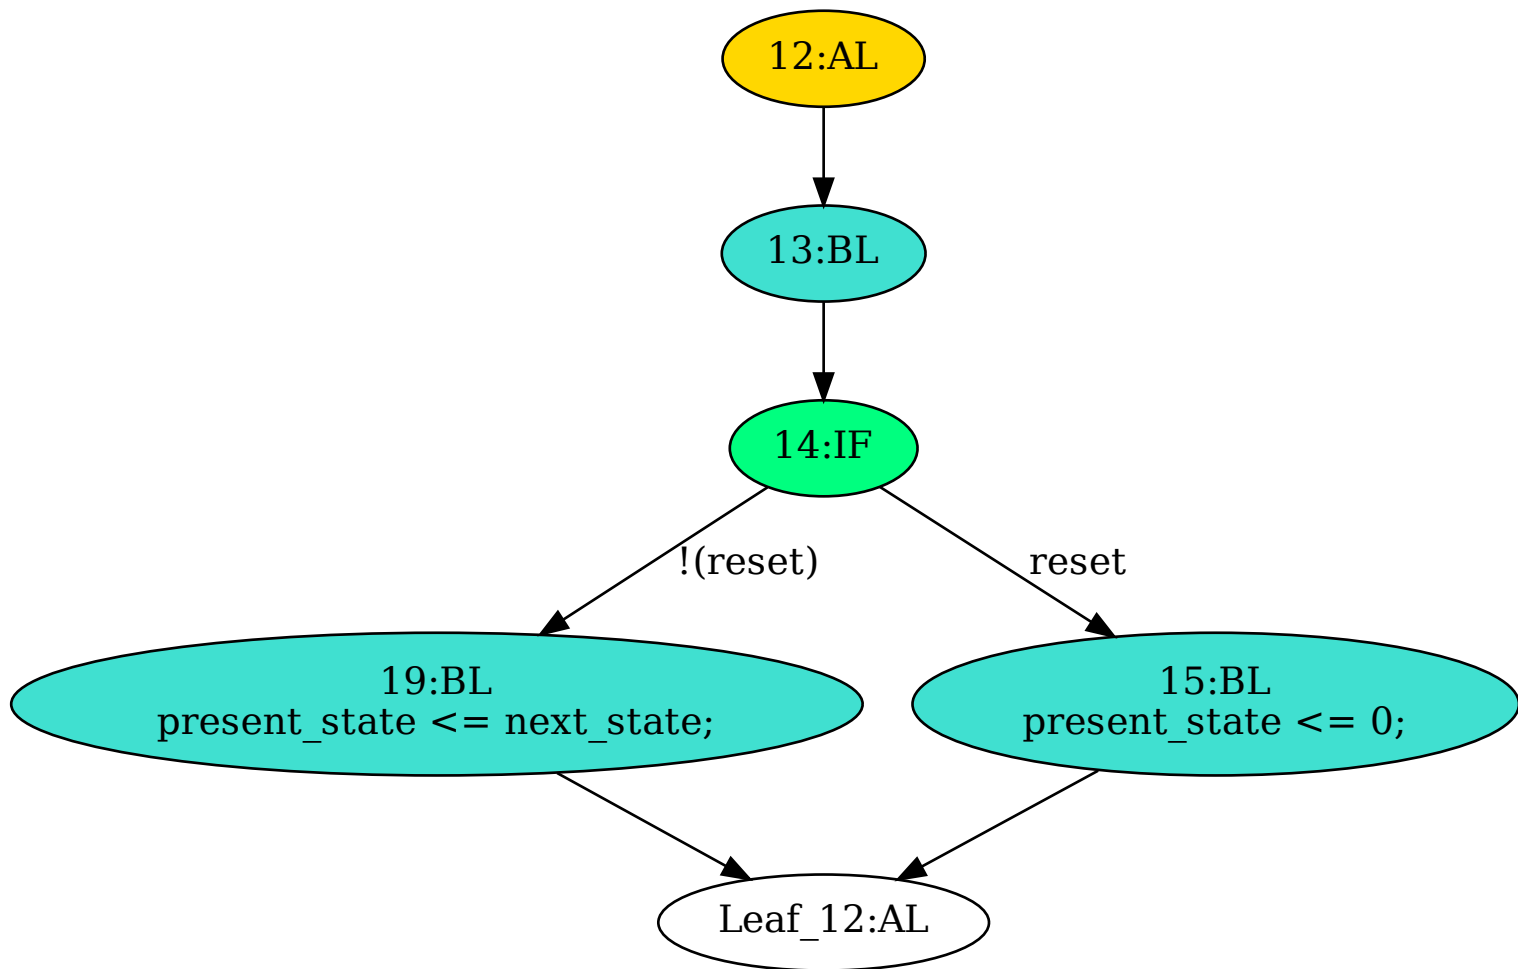 12:AL
13:BL
14:IF
!(reset)
reset
19:BL
present_state <= next_state;
15:BL
present_state <= 0;
Leaf_12:AL